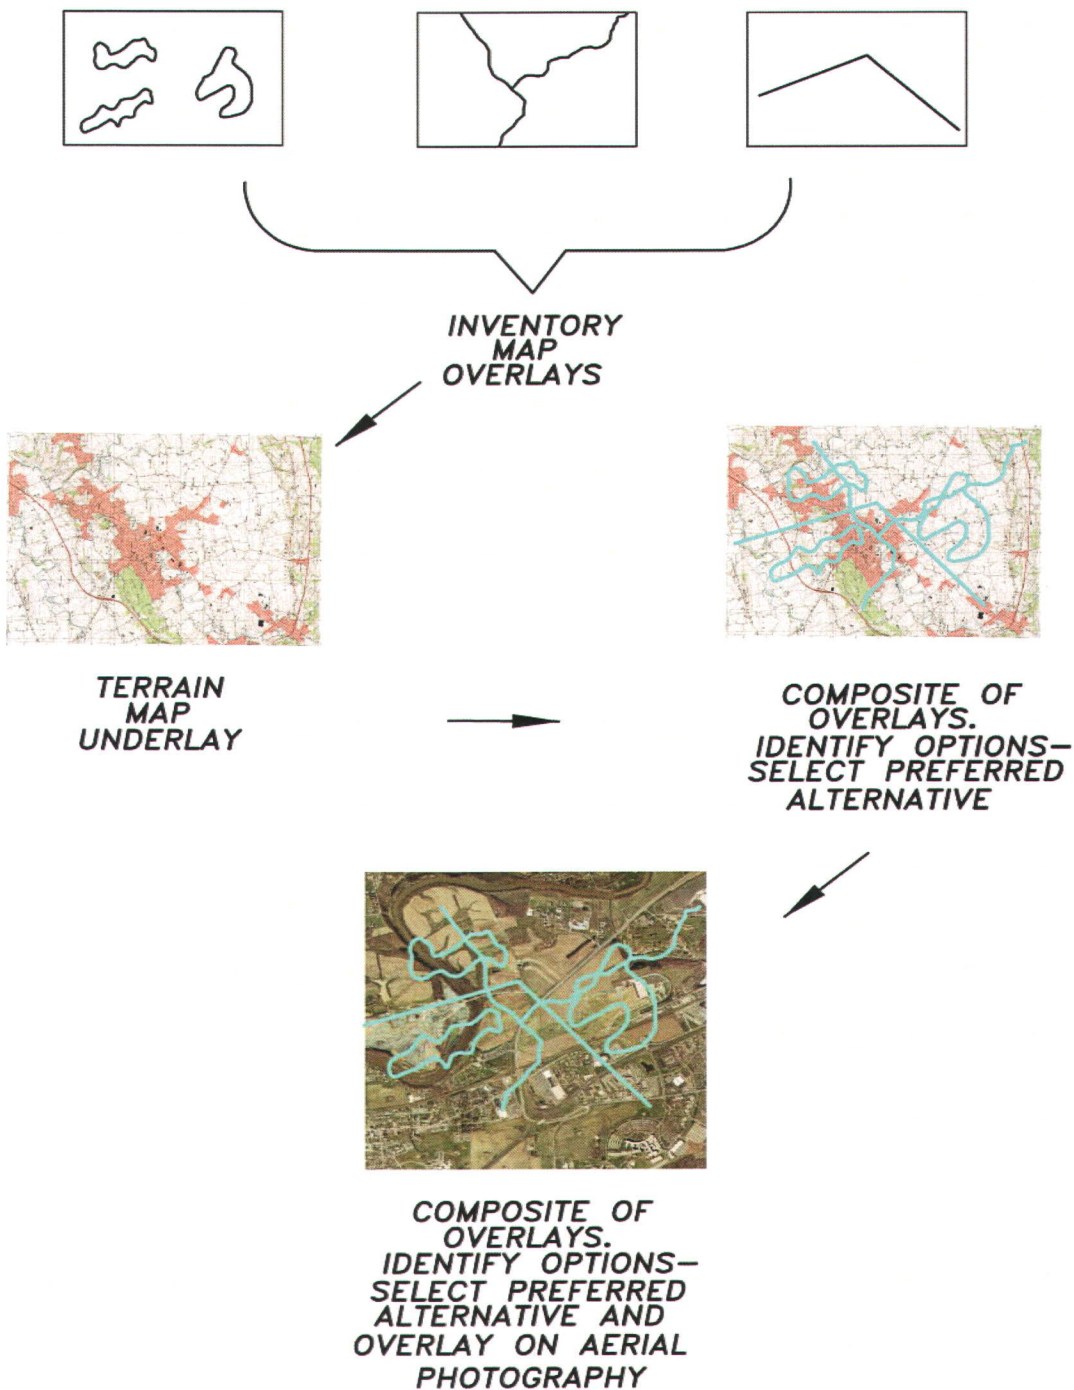 INVENTORY
MAP
OVERLAYS
TERRAIN
MAP
UNDERLAY
COMPOSITE OF
OVERLAYS.
IDENTIFY OPTIONS—
SELECT PREFERRED
ALTERNATIVE
COMPOSITE OF
OVERLAYS.
IDENTIFY OPTIONS—
SELECT PREFERRED
ALTERNATIVE AND
OVERLAY ON AERIAL
PHOTOGRAPHY